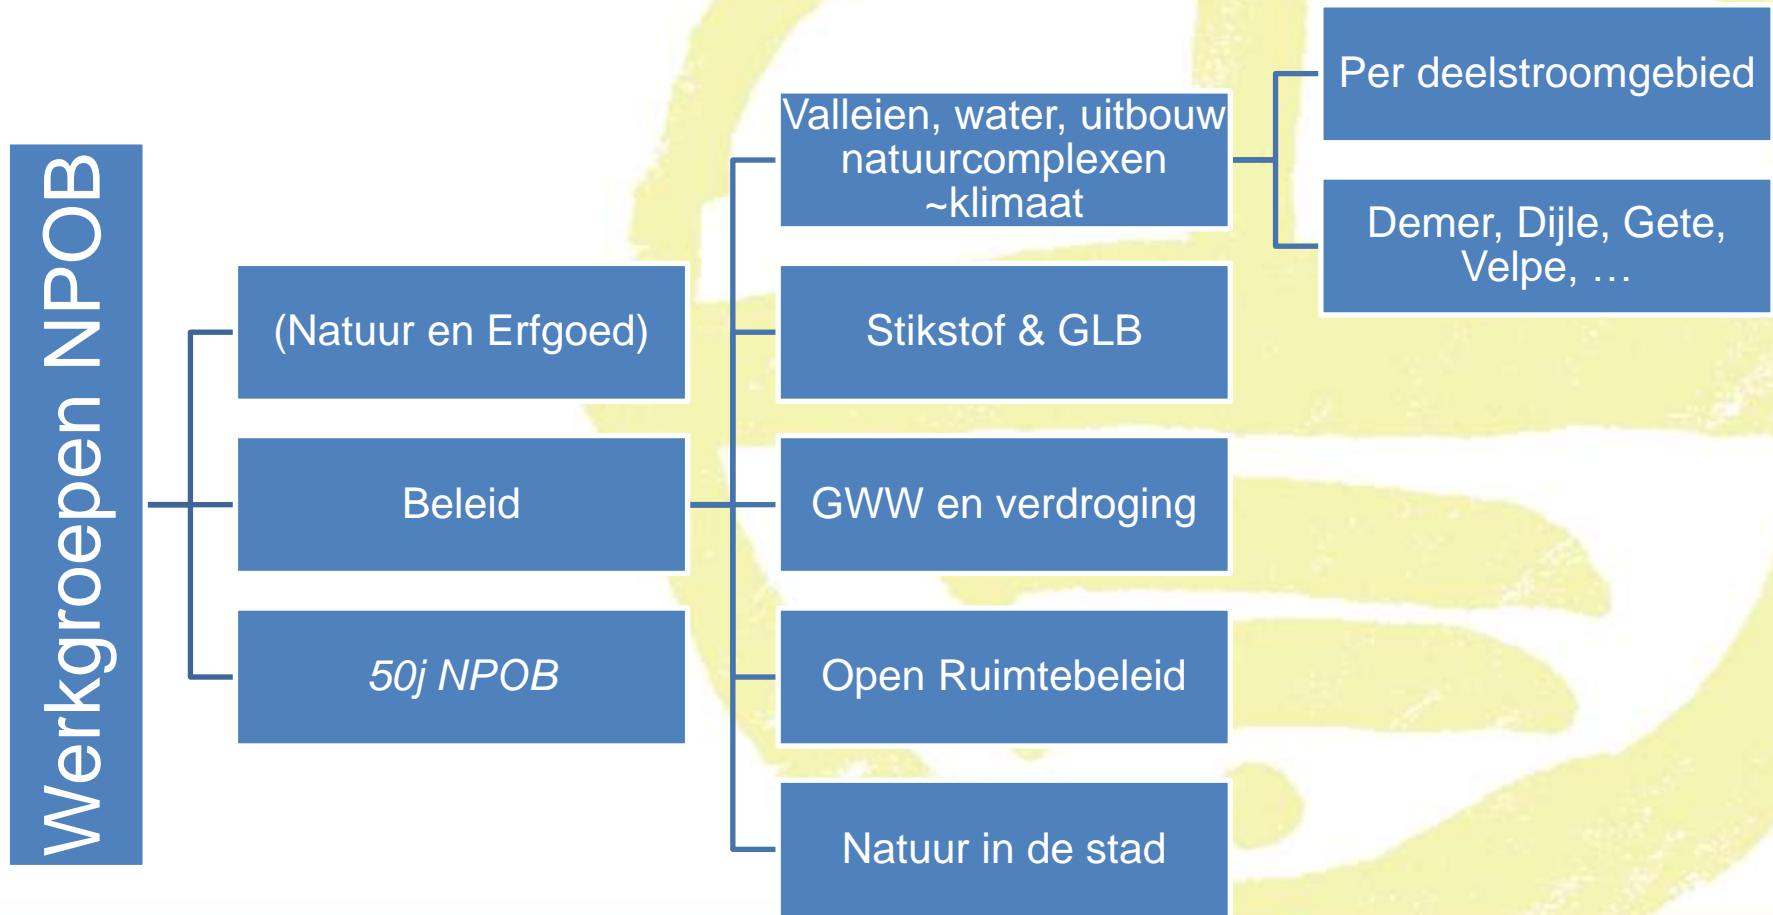 Werkgroepen NPOB
(Natuur en Erfgoed)
Beleid
50j NPOB
Valleien, water, uitbouw
natuurcomplexen
~klimaat
Stikstof & GLB
GWW en verdroging
Open Ruimtebeleid
Natuur in de stad
Per deelstroomgebied
Demer, Dijle, Gete,
Velpe, …